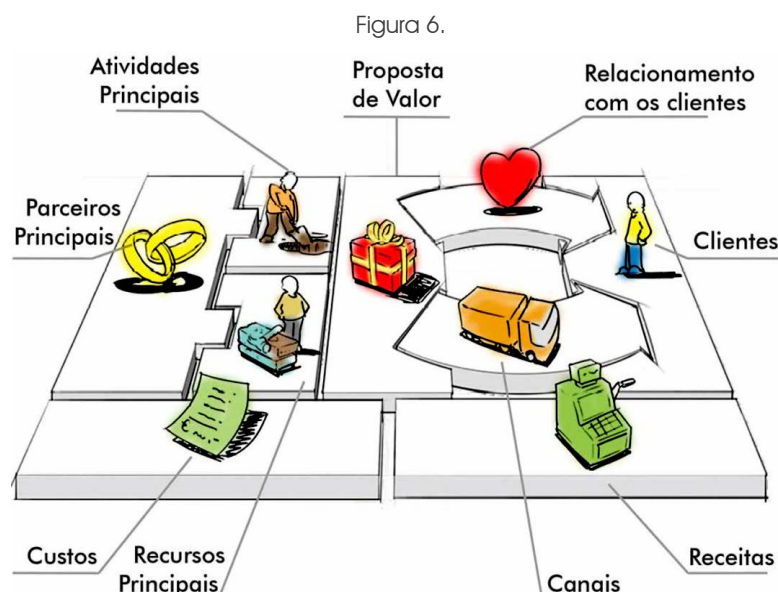 Figura 6.
Atividades
Principais
Proposta
de Valor
Relacionamento
com os clientes
Parceiros
Principais
Clientes
Custos
Recursos
Principais
Canais
Receitas